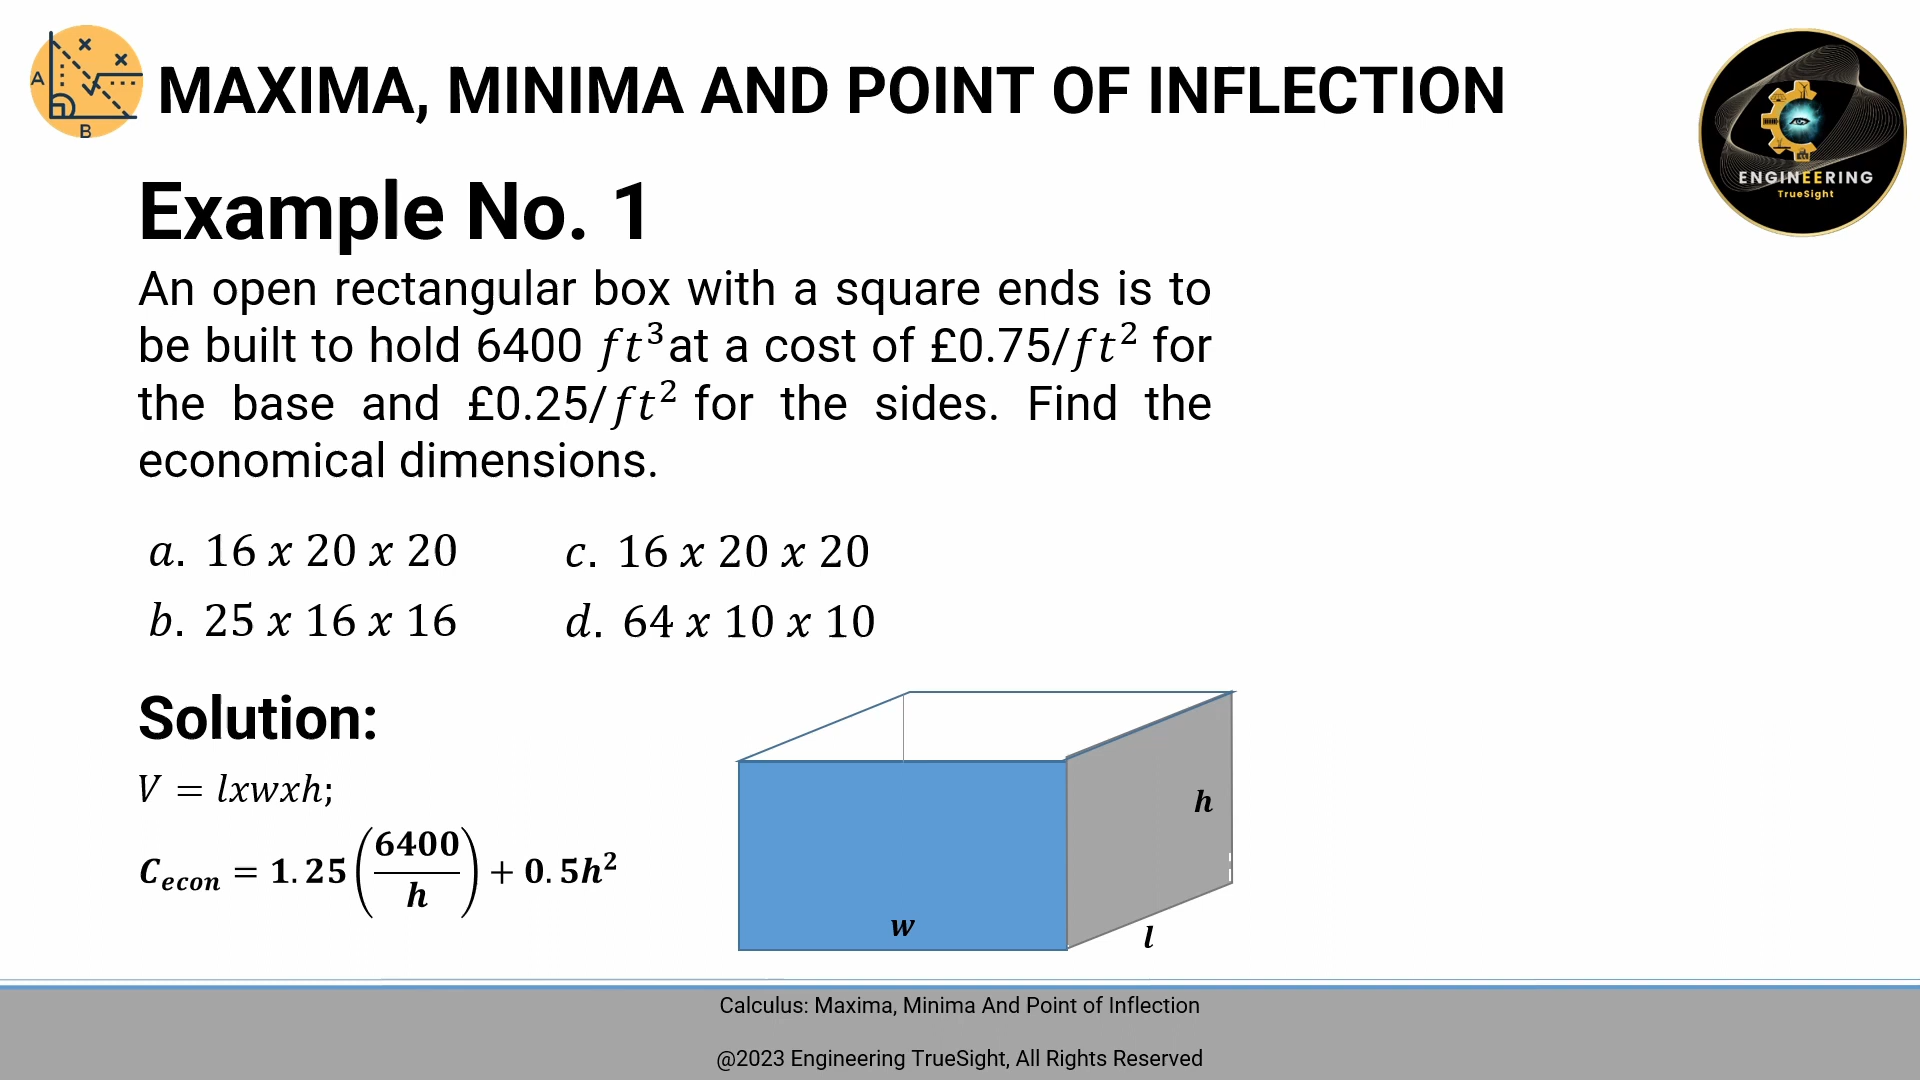 A
B
MAXIMA, MINIMA AND POINT OF INFLECTION
ENGINEERING
TrueSight
Example No. 1
An open rectangular box with a square ends is to
be built to hold 6400 ft³at a cost of £0.75/ft² for
the base and £0.25/ft² for the sides. Find the
economical dimensions.
a. 16 x 20 x 20
c. 16 x 20 x 20
b. 25 x 16 x 16
d. 64 x 10 x 10
Solution:
V = lxwxh;
C_econ = 1.25 (6400/h) + 0.5h²
h
w
l
Calculus: Maxima, Minima And Point of Inflection
@2023 Engineering TrueSight, All Rights Reserved